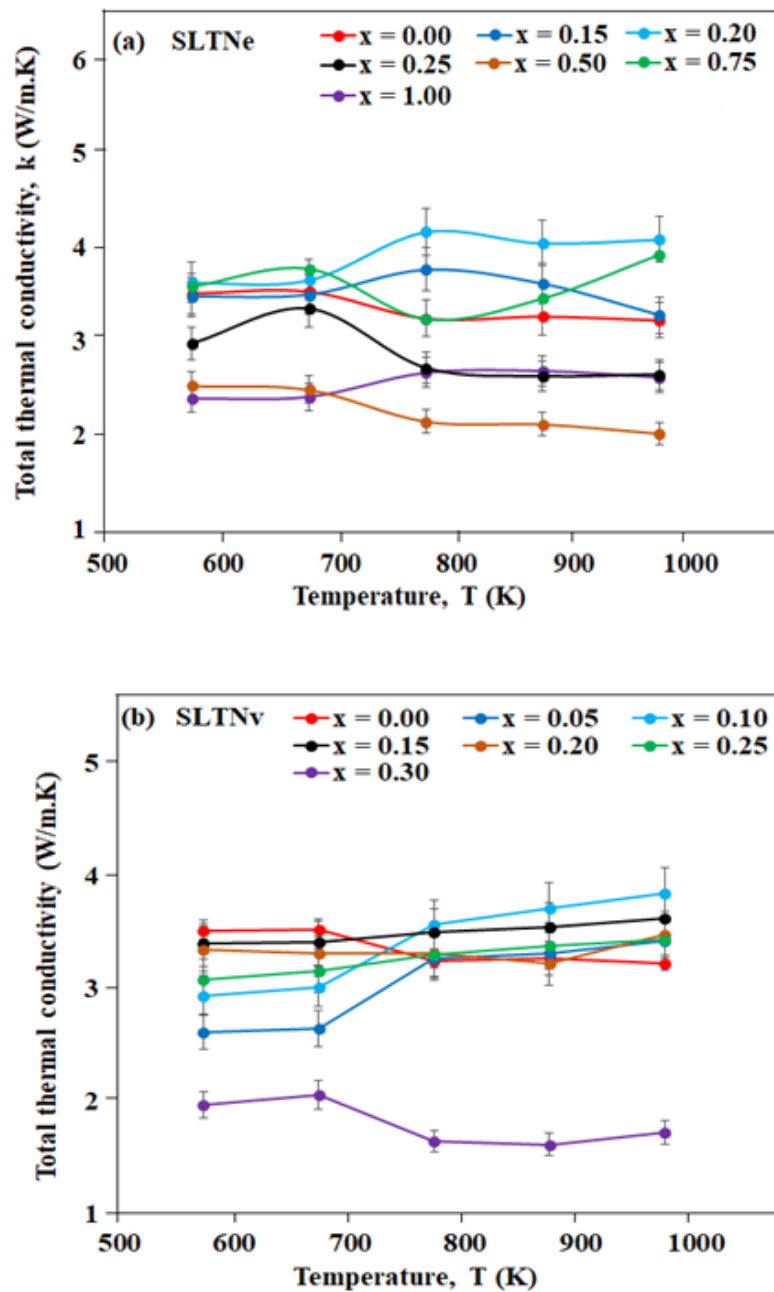 (a) SLTNe
x = 0.00 x = 0.15 x = 0.20
x = 0.25 x = 0.50 x = 0.75
x = 1.00
Total thermal conductivity, k (W/m.K)
6
5
4
3
2
1
500 600 700 800 900 1000
Temperature, T (K)
(b) SLTNv
x = 0.00 x = 0.05 x = 0.10
x = 0.15 x = 0.20 x = 0.25
x = 0.30
Total thermal conductivity (W/m.K)
5
4
3
2
1
500 600 700 800 900 1000
Temperature, T (K)